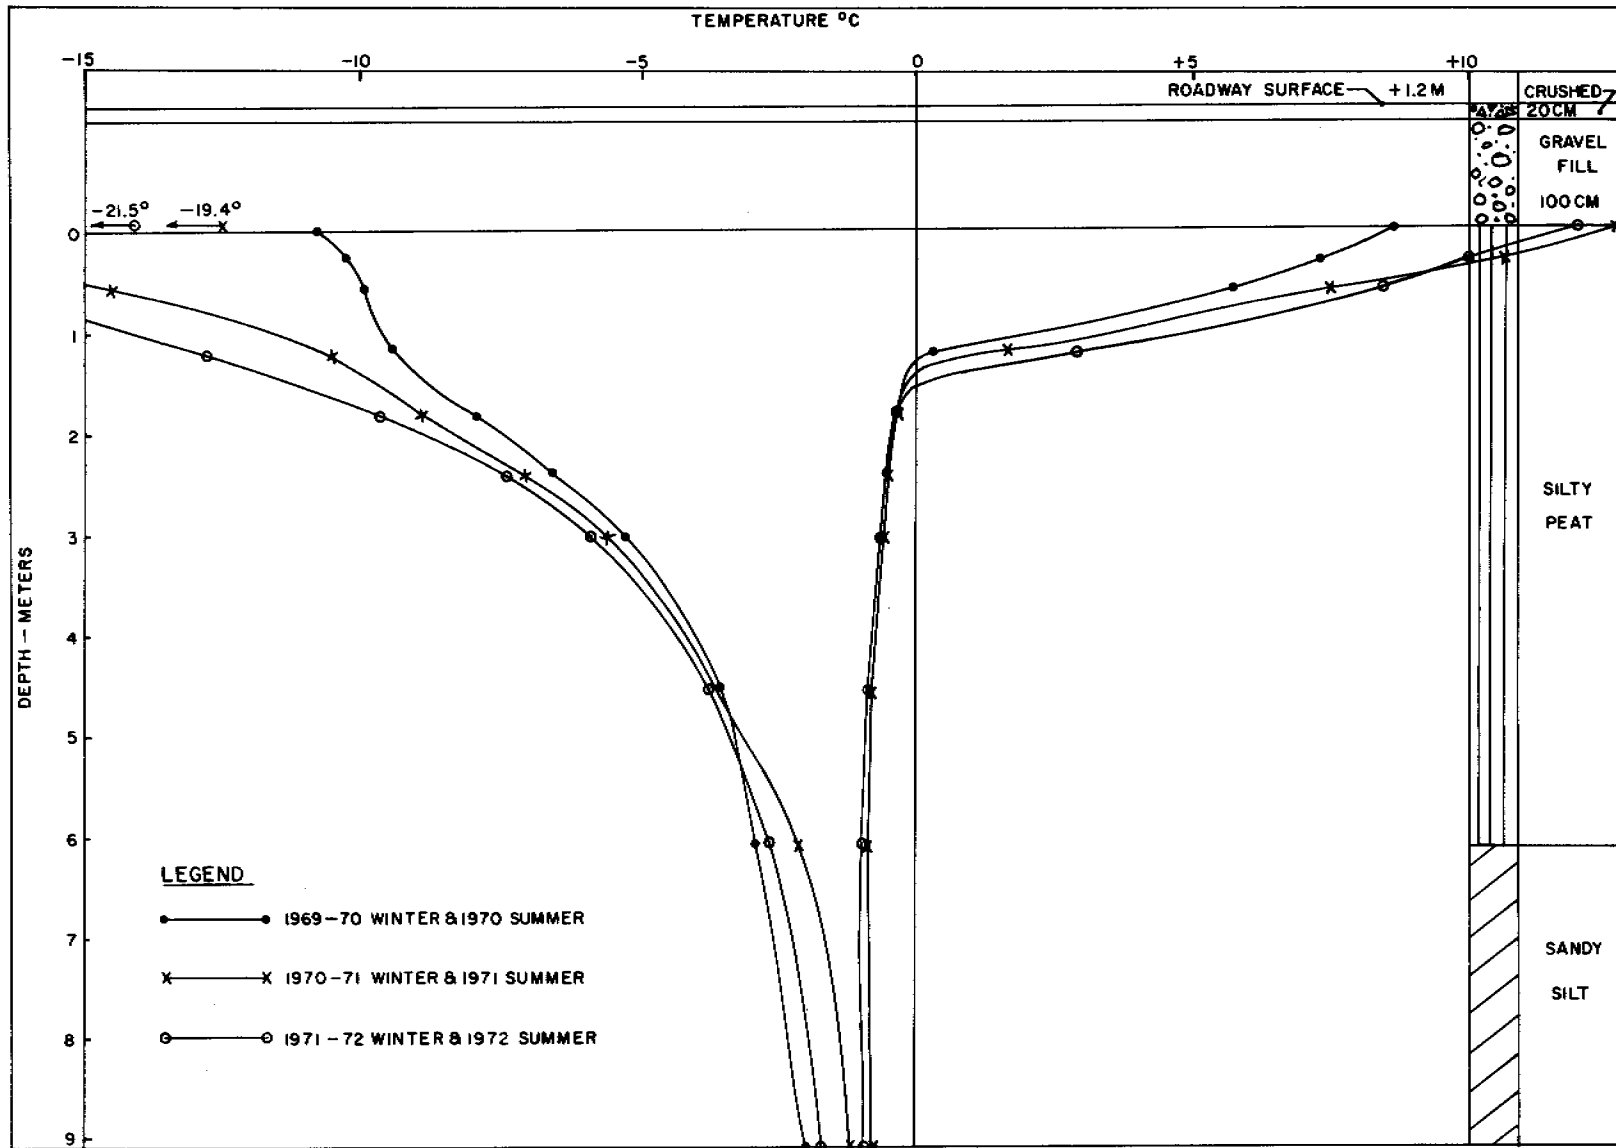 TEMPERATURE °C
-15 -10 -5 0 +5 +10
ROADWAY SURFACE +1.2 M CRUSHED
20 CM
GRAVEL
FILL
-21.5° -19.4° 100 CM
0
1
2
SILTY
PEAT
3
DEPTH - METERS
4
5
6
LEGEND
1969-70 WINTER & 1970 SUMMER
7
SANDY
1970-71 WINTER & 1971 SUMMER
SILT
8
1971-72 WINTER & 1972 SUMMER
9